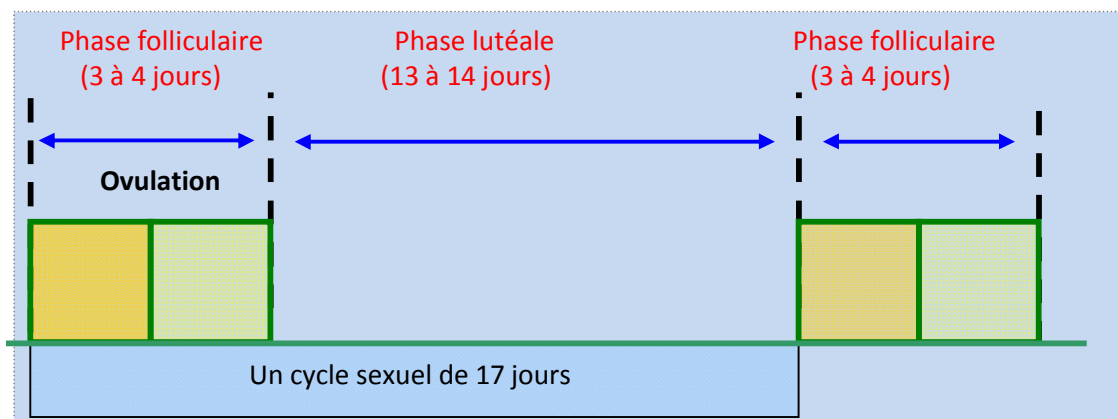 Phase folliculaire
(3 à 4 jours)
Phase lutéale
(13 à 14 jours)
Phase folliculaire
(3 à 4 jours)
Ovulation
Un cycle sexuel de 17 jours